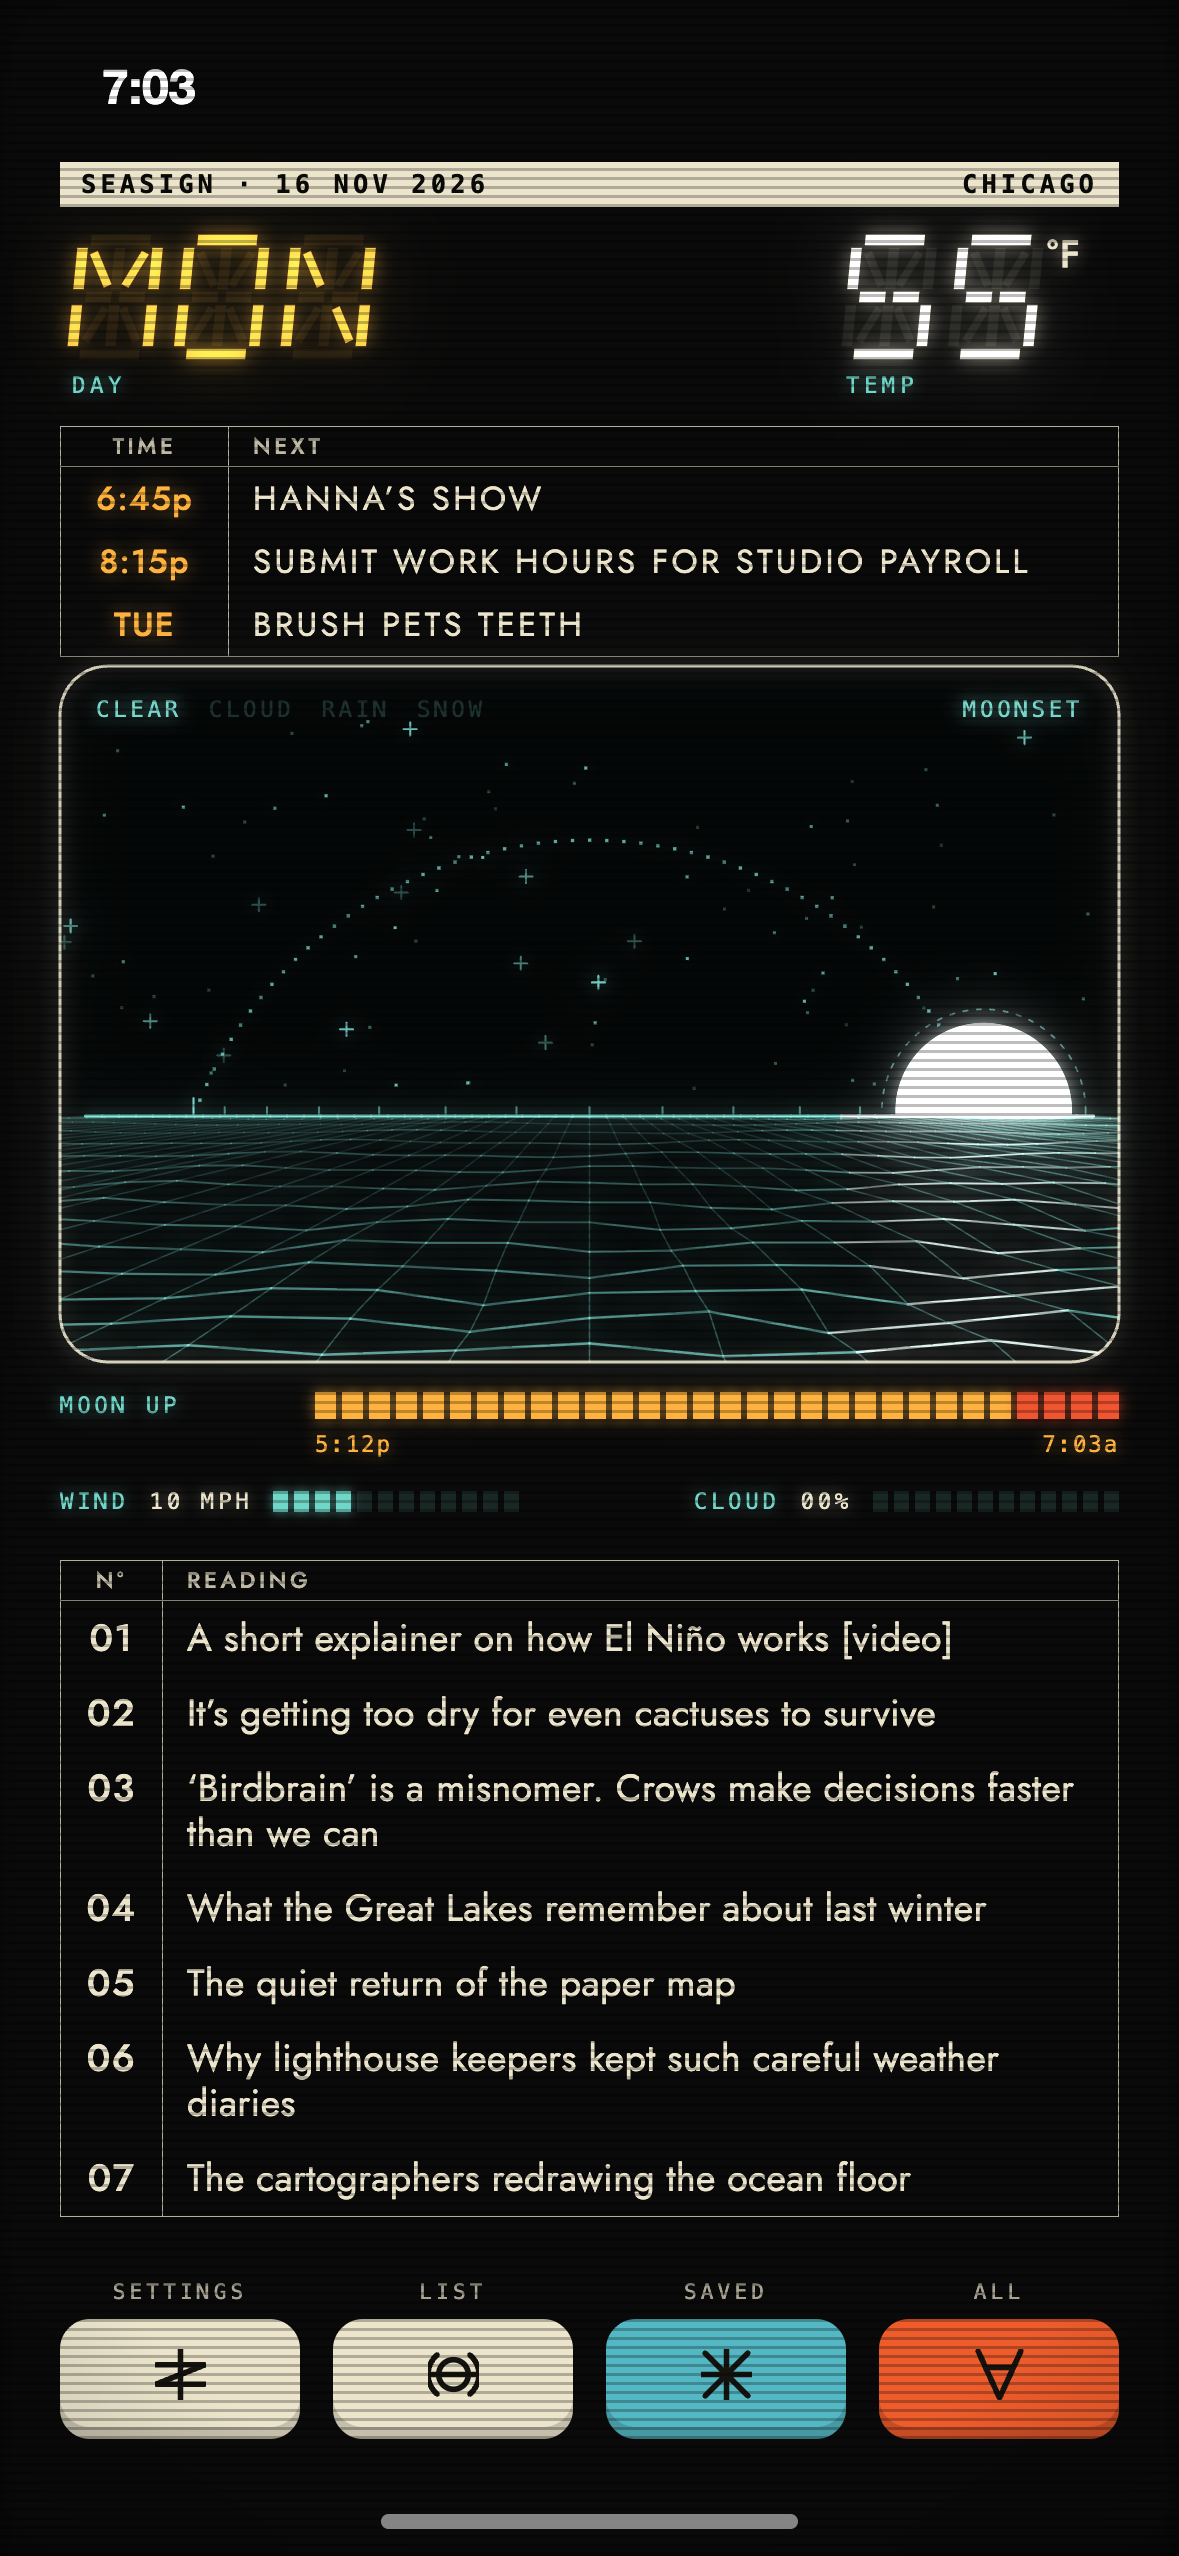 7:03
SEASIGN · 16 NOV 2026 CHICAGO
MON 55 °F
DAY TEMP
TIME NEXT
6:45p HANNA’S SHOW
8:15p SUBMIT WORK HOURS FOR STUDIO PAYROLL
TUE BRUSH PETS TEETH
CLEAR CLOUD RAIN SNOW MOONSET
MOON UP
5:12p 7:03a
WIND 10 MPH CLOUD 00%
N° READING
01 A short explainer on how El Niño works [video]
02 It’s getting too dry for even cactuses to survive
03 ‘Birdbrain’ is a misnomer. Crows make decisions faster
than we can
04 What the Great Lakes remember about last winter
05 The quiet return of the paper map
06 Why lighthouse keepers kept such careful weather
diaries
07 The cartographers redrawing the ocean floor
SETTINGS LIST SAVED ALL